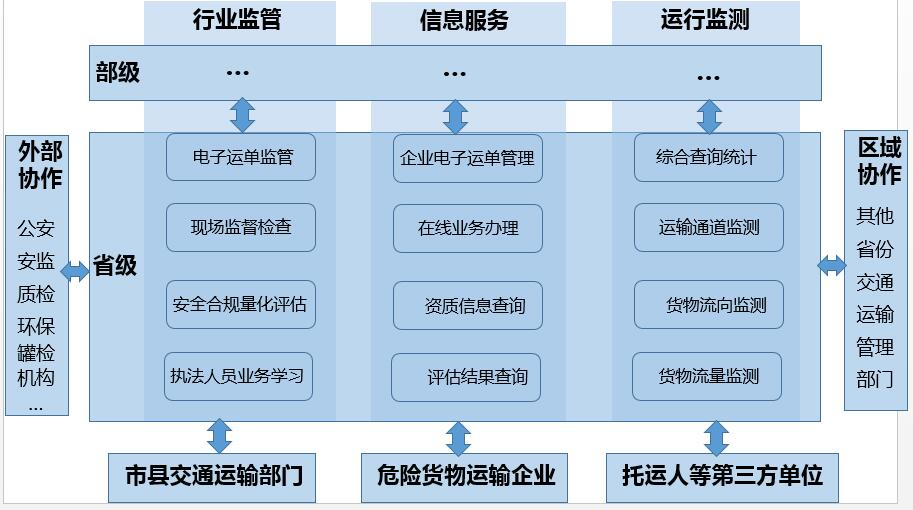 行业监管
信息服务
运行监测
部级
...
...
...
外部
协作
公安
安监
质检
环保
罐检
机构
...
省级
电子运单监管
现场监督检查
安全合规量化评估
执法人员业务学习
企业电子运单管理
在线业务办理
资质信息查询
评估结果查询
综合查询统计
运输通道监测
货物流向监测
货物流量监测
区域
协作
其他
省份
交通
运输
管理
部门
市县交通运输部门
危险货物运输企业
托运人等第三方单位